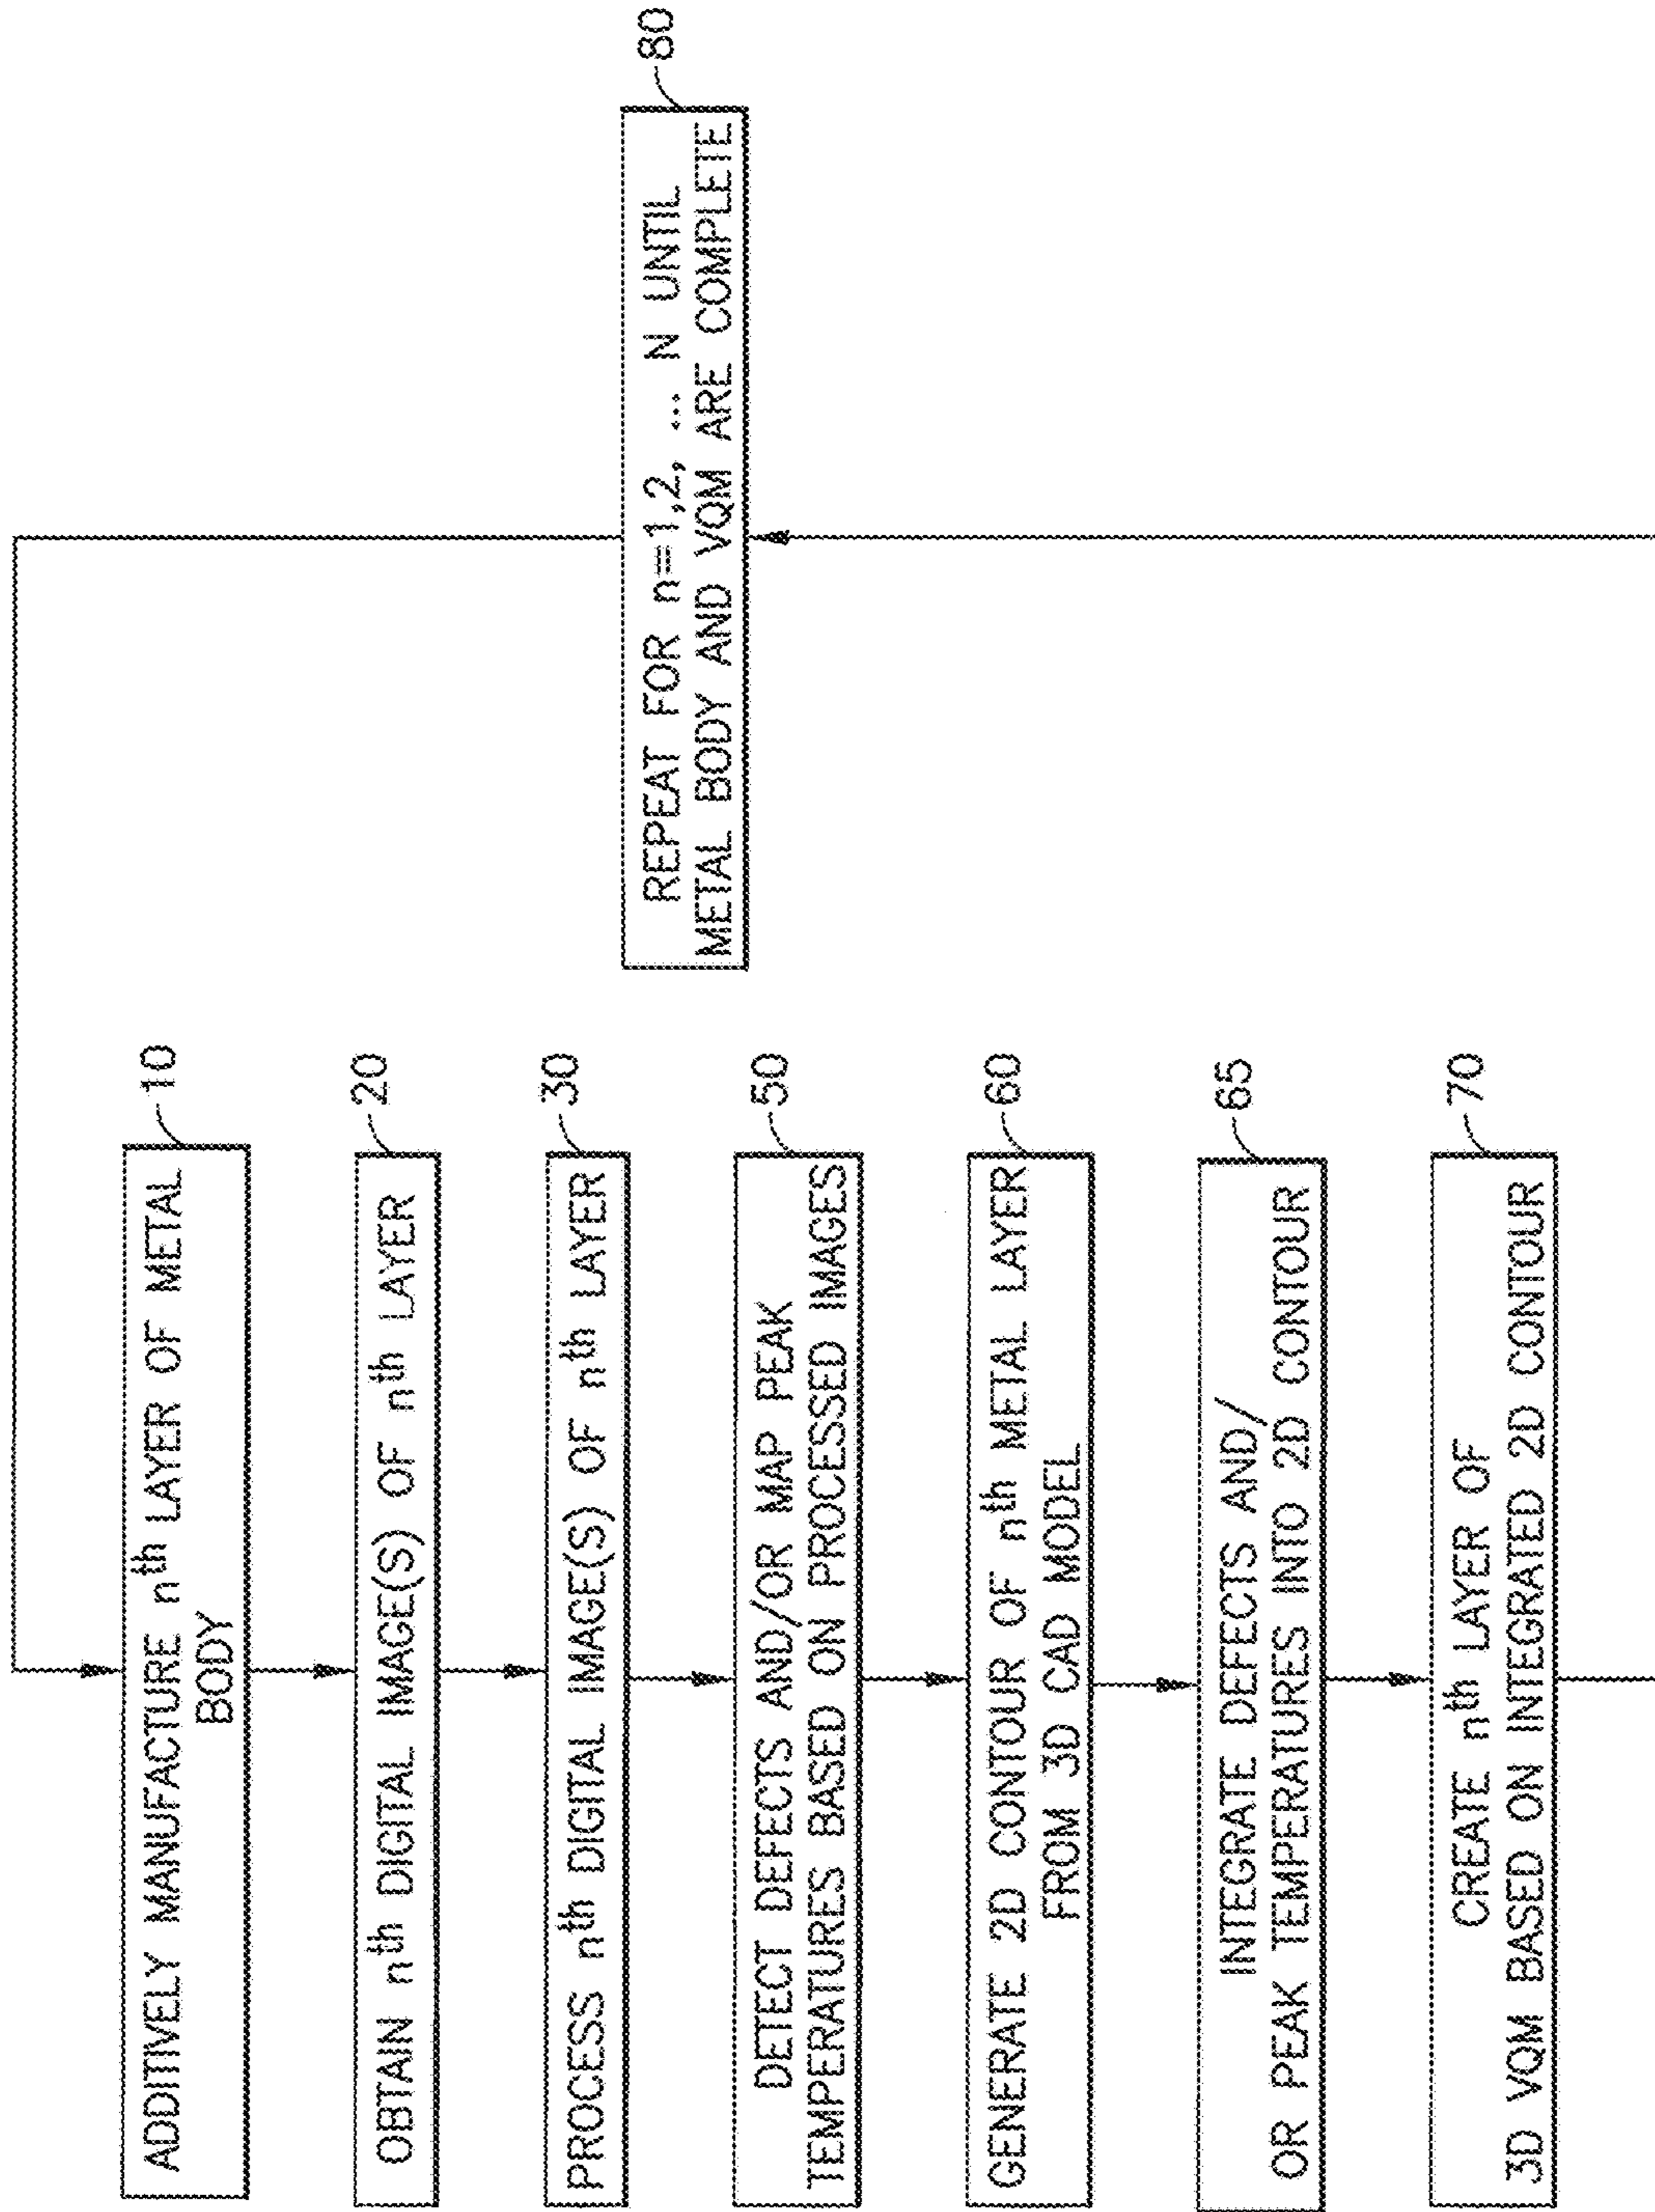 ADDITIVELY MANUFACTURE nth LAYER OF METAL
BODY
10
OBTAIN nth DIGITAL IMAGE(S) OF nth LAYER
20
PROCESS nth DIGITAL IMAGE(S) OF nth LAYER
30
DETECT DEFECTS AND/OR MAP PEAK
TEMPERATURES BASED ON PROCESSED IMAGES
50
GENERATE 2D CONTOUR OF nth METAL LAYER
FROM 3D CAD MODEL
60
INTEGRATE DEFECTS AND/
OR PEAK TEMPERATURES INTO 2D CONTOUR
65
CREATE nth LAYER OF
3D VQM BASED ON INTEGRATED 2D CONTOUR
70
REPEAT FOR n=1,2, ... N UNTIL
METAL BODY AND VQM ARE COMPLETE
80